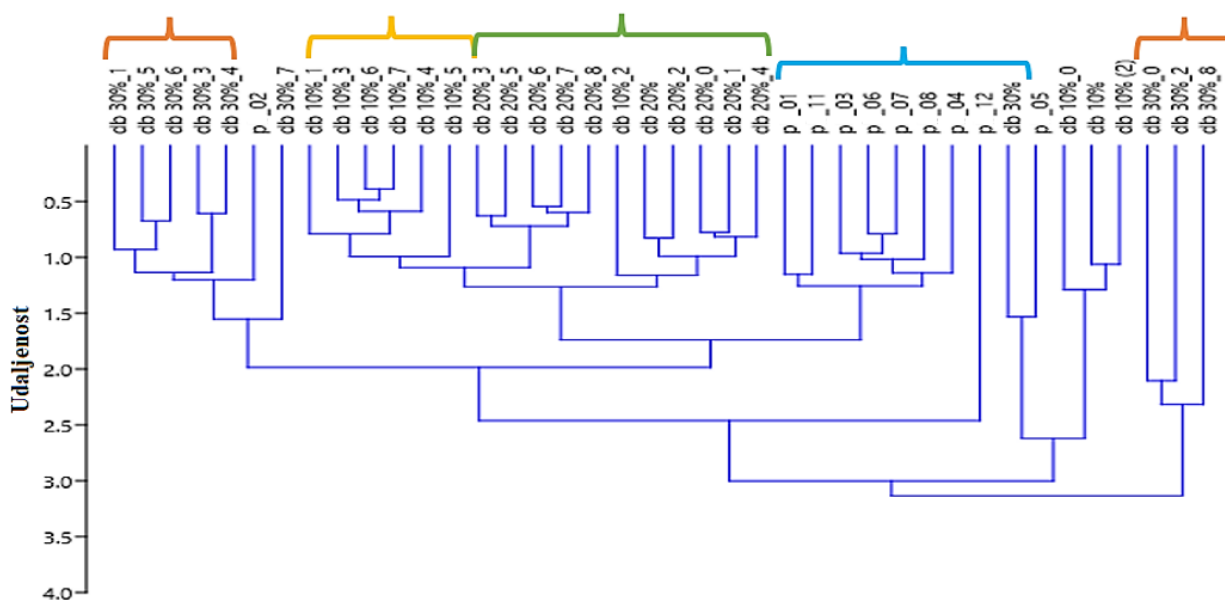 db 30%_1
db 30%_5
db 30%_6
db 30%_3
db 30%_4
p_02
db 30%_7
db 10%_1
db 10%_3
db 10%_6
db 10%_7
db 10%_4
db 10%_5
db 20%_3
db 20%_5
db 20%_6
db 20%_7
db 20%_8
db 10%_2
db 20%
db 20%_2
db 20%_0
db 20%_1
db 20%_4
p_01
p_11
p_03
p_06
p_07
p_08
p_04
p_12
db 30%
p_05
db 10%_0
db 10%
db 10% (2)
db 30%_0
db 30%_2
db 30%_8
0.5
1.0
1.5
2.0
2.5
3.0
3.5
4.0
Udaljenost